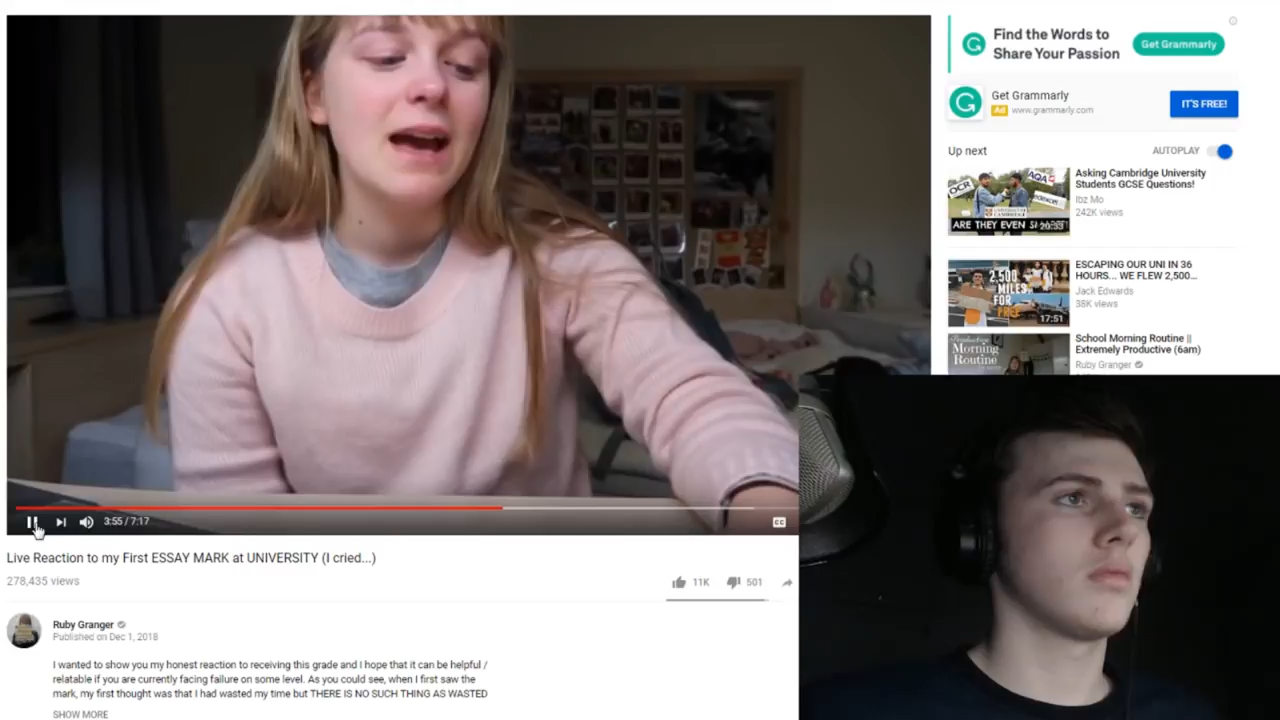 Find the Words to
Share Your Passion
Get Grammarly
Get Grammarly
Ad www.grammarly.com
IT'S FREE!
Up next
AUTOPLAY
OCR
AQA
ARE THEY EVEN
20:33
Asking Cambridge University
Students GCSE Questions!
Ibz Mo
242K views
2,500
MILES
FOR
FREE
17:51
ESCAPING OUR UNI IN 36
HOURS... WE FLEW 2,500...
Jack Edwards
38K views
Morning
Routine
School Morning Routine ||
Extremely Productive (6am)
Ruby Granger
3:55 / 7:17
CC
Live Reaction to my First ESSAY MARK at UNIVERSITY (I cried...)
278,435 views
11K
501
Ruby Granger
Published on Dec 1, 2018
I wanted to show you my honest reaction to receiving this grade and I hope that it can be helpful /
relatable if you are currently facing failure on some level. As you could see, when I first saw the
mark, my first thought was that I had wasted my time but THERE IS NO SUCH THING AS WASTED
SHOW MORE